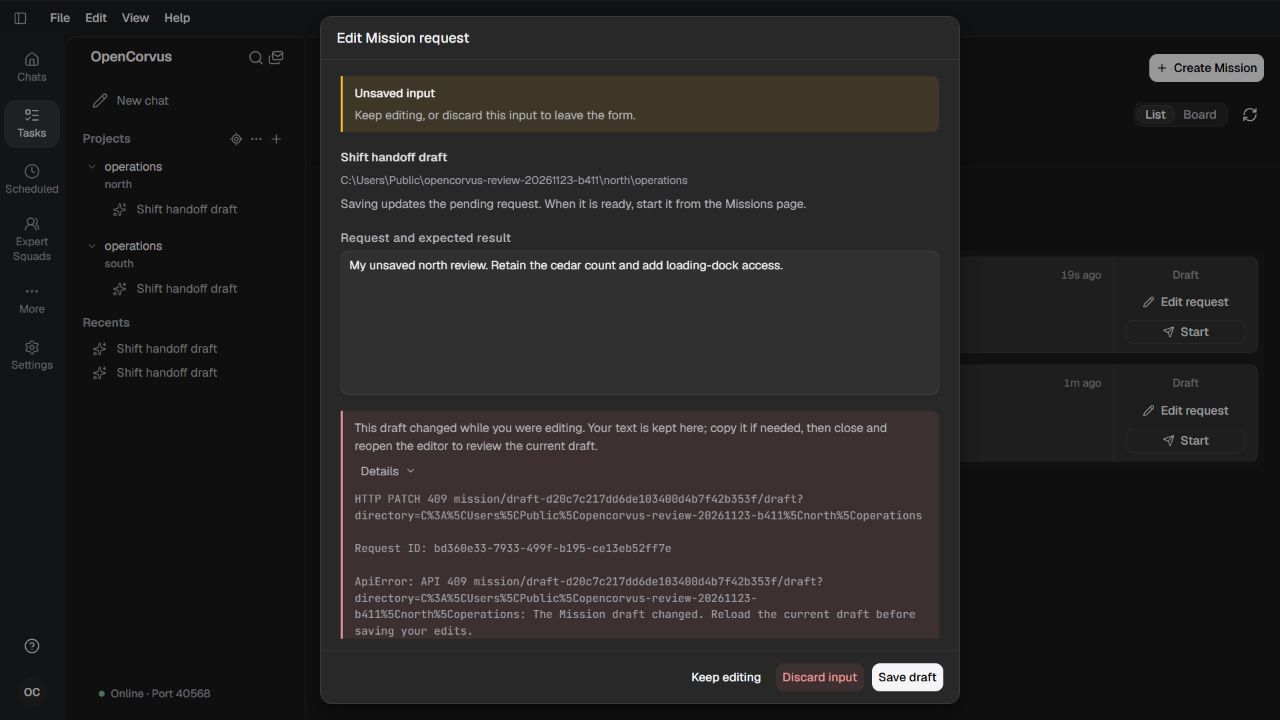 File Edit View Help
Chats
Tasks
Scheduled
Expert
Squads
More
Settings
OC
OpenCorvus
New chat
Projects
operations
north
Shift handoff draft
operations
south
Shift handoff draft
Recents
Shift handoff draft
Shift handoff draft
Online · Port 40568
Edit Mission request
Unsaved input
Keep editing, or discard this input to leave the form.
Shift handoff draft
C:\Users\Public\opencorvus-review-20261123-b411\north\operations
Saving updates the pending request. When it is ready, start it from the Missions page.
Request and expected result
My unsaved north review. Retain the cedar count and add loading-dock access.
This draft changed while you were editing. Your text is kept here; copy it if needed, then close and
reopen the editor to review the current draft.
Details
HTTP PATCH 409 mission/draft-d20c7c217dd6de103400d4b7f42b353f/draft?
directory=C%3A%5CUsers%5CPublic%5Copencorvus-review-20261123-b411%5Cnorth%5Coperations
Request ID: bd360e33-7933-499f-b195-ce13eb52ff7e
ApiError: API 409 mission/draft-d20c7c217dd6de103400d4b7f42b353f/draft?
directory=C%3A%5CUsers%5CPublic%5Copencorvus-review-20261123-
b411%5Cnorth%5Coperations: The Mission draft changed. Reload the current draft before
saving your edits.
Keep editing Discard input Save draft
Create Mission
List Board
19s ago Draft
Edit request
Start
1m ago Draft
Edit request
Start